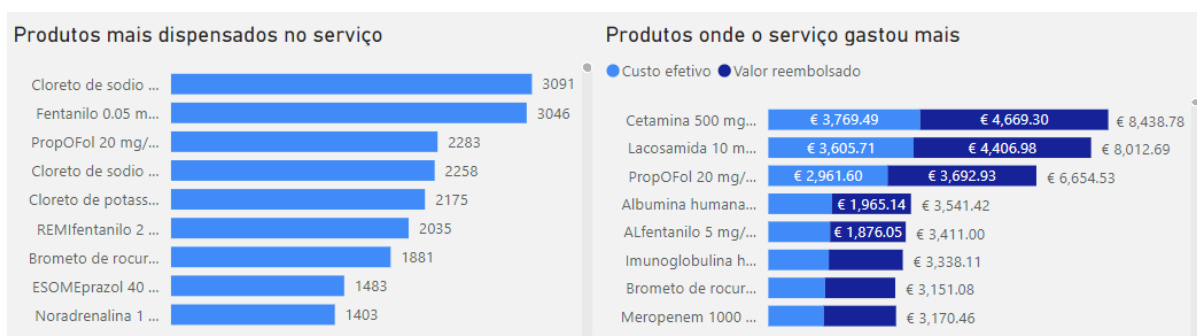 Produtos mais dispensados no serviço
Cloreto de sodio ... 3091
Fentanilo 0.05 m... 3046
PropOFol 20 mg/... 2283
Cloreto de sodio ... 2258
Cloreto de potass... 2175
REMIfentanilo 2 ... 2035
Brometo de rocur... 1881
ESOMEprazol 40 ... 1483
Noradrenalina 1 ... 1403
Produtos onde o serviço gastou mais
Custo efetivo Valor reembolsado
Cetamina 500 mg... € 3,769.49 € 4,669.30 € 8,438.78
Lacosamida 10 m... € 3,605.71 € 4,406.98 € 8,012.69
PropOFol 20 mg/... € 2,961.60 € 3,692.93 € 6,654.53
Albumina humana... € 1,965.14 € 3,541.42
ALfentanilo 5 mg/... € 1,876.05 € 3,411.00
Imunoglobulina h... € 3,338.11
Brometo de rocur... € 3,151.08
Meropenem 1000 ... € 3,170.46